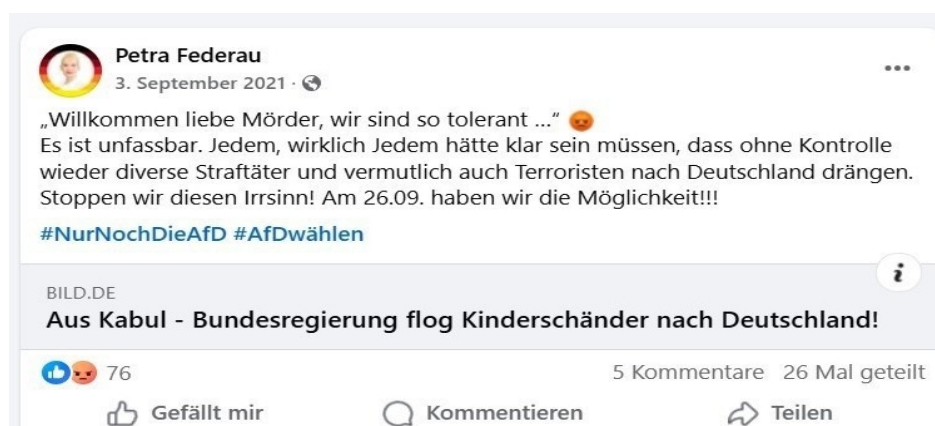 Petra Federau
3. September 2021 ·
„Willkommen liebe Mörder, wir sind so tolerant ...“
Es ist unfassbar. Jedem, wirklich Jedem hätte klar sein müssen, dass ohne Kontrolle
wieder diverse Straftäter und vermutlich auch Terroristen nach Deutschland drängen.
Stoppen wir diesen Irrsinn! Am 26.09. haben wir die Möglichkeit!!!
#NurNochDieAfD #AfDwählen
BILD.DE
Aus Kabul - Bundesregierung flog Kinderschänder nach Deutschland!
76 5 Kommentare 26 Mal geteilt
Gefällt mir Kommentieren Teilen